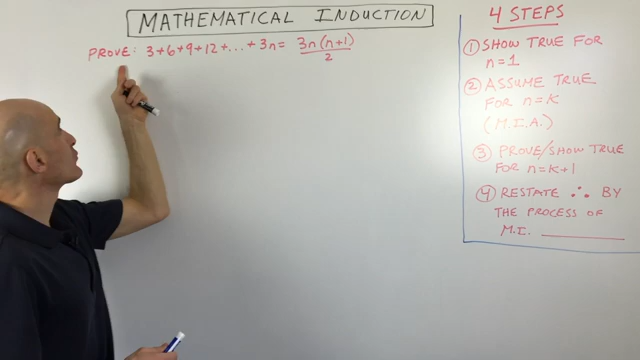 MATHEMATICAL INDUCTION
PROVE: 3+6+9+12+...+3n= 3n(n+1)/2
4 STEPS
① SHOW TRUE FOR
n=1
② ASSUME TRUE
FOR n=K
(M.I.A.)
③ PROVE/SHOW TRUE
FOR n=K+1
④ RESTATE ∴ BY
THE PROCESS OF
M.I. ________